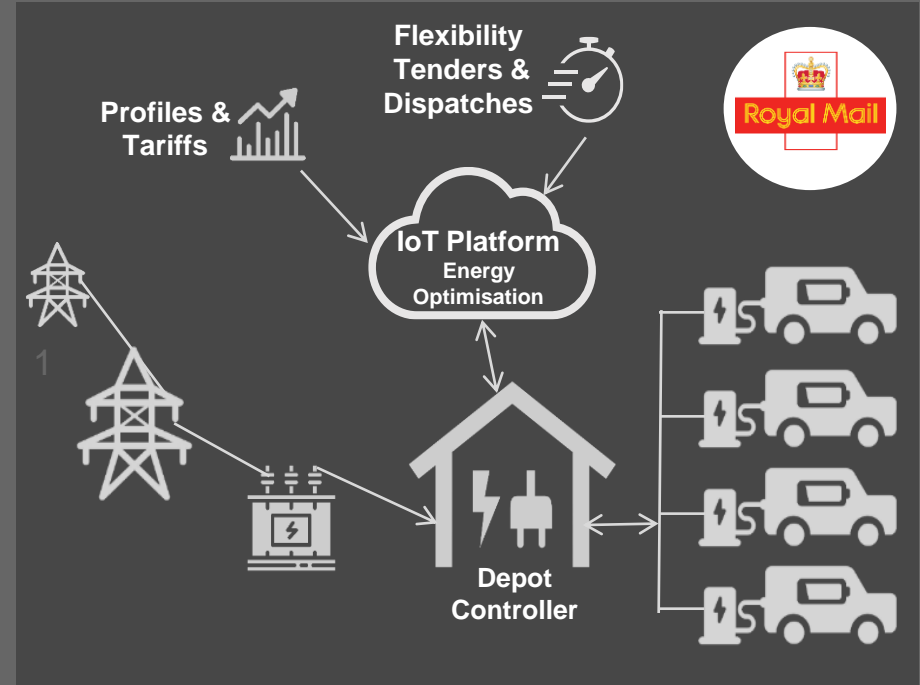 Flexibility
Tenders &
Dispatches
Profiles &
Tariffs
Royal Mail
IoT Platform
Energy
Optimisation
1
Depot
Controller